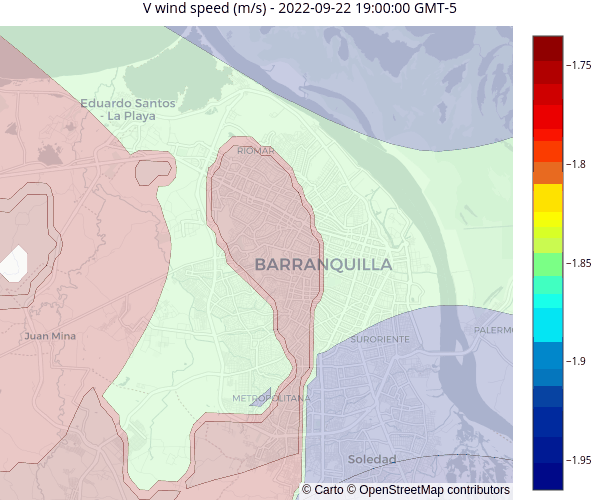 V wind speed (m/s) - 2022-09-22 19:00:00 GMT-5
Eduardo Santos
- La Playa
RIOMAR
BARRANQUILLA
Juan Mina
SURORIENTE
PALERMO
METROPOLITANA
Soledad
© Carto © OpenStreetMap contributors
−1.75
−1.8
−1.85
−1.9
−1.95